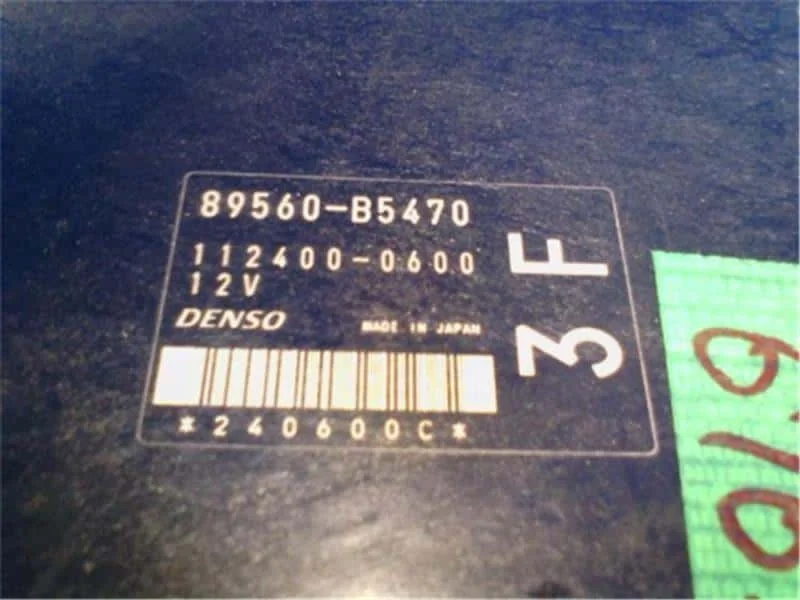 89560-B5470
112400-0600
12V
DENSO MADE IN JAPAN
*240600C*
3F